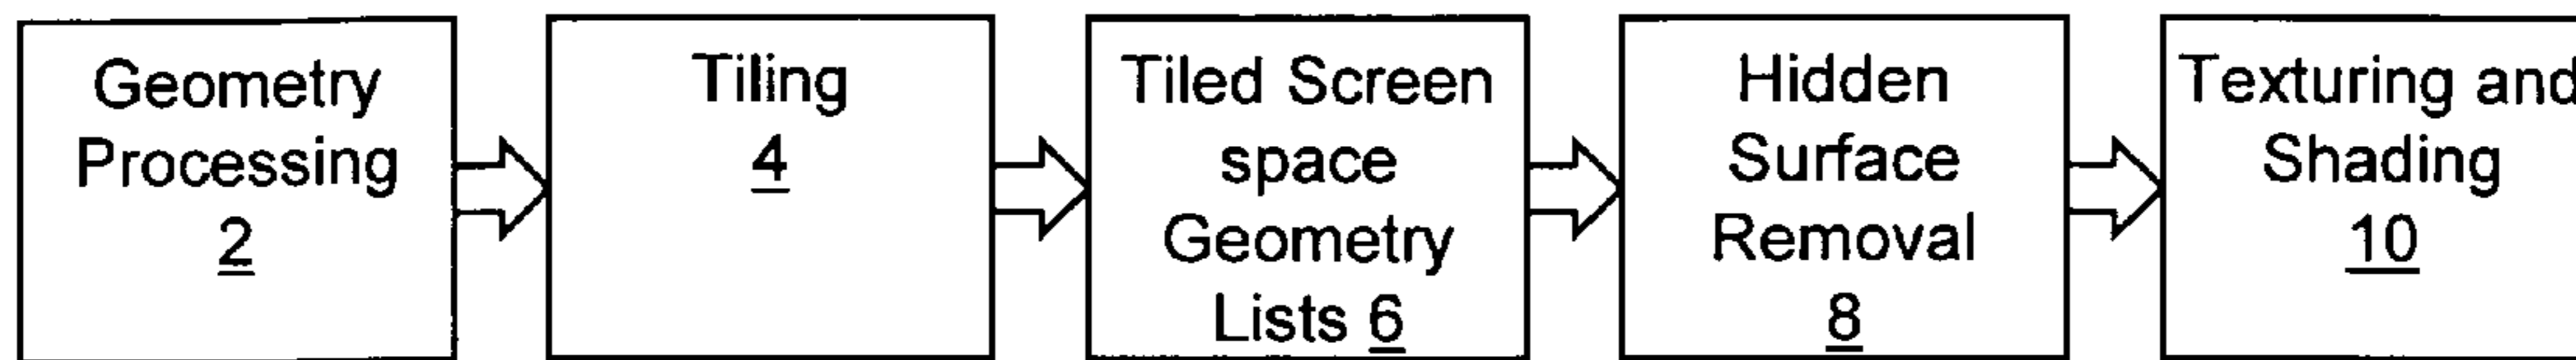 Geometry
Processing
2
Tiling
4
Tiled Screen
space
Geometry
Lists 6
Hidden
Surface
Removal
8
Texturing and
Shading
10